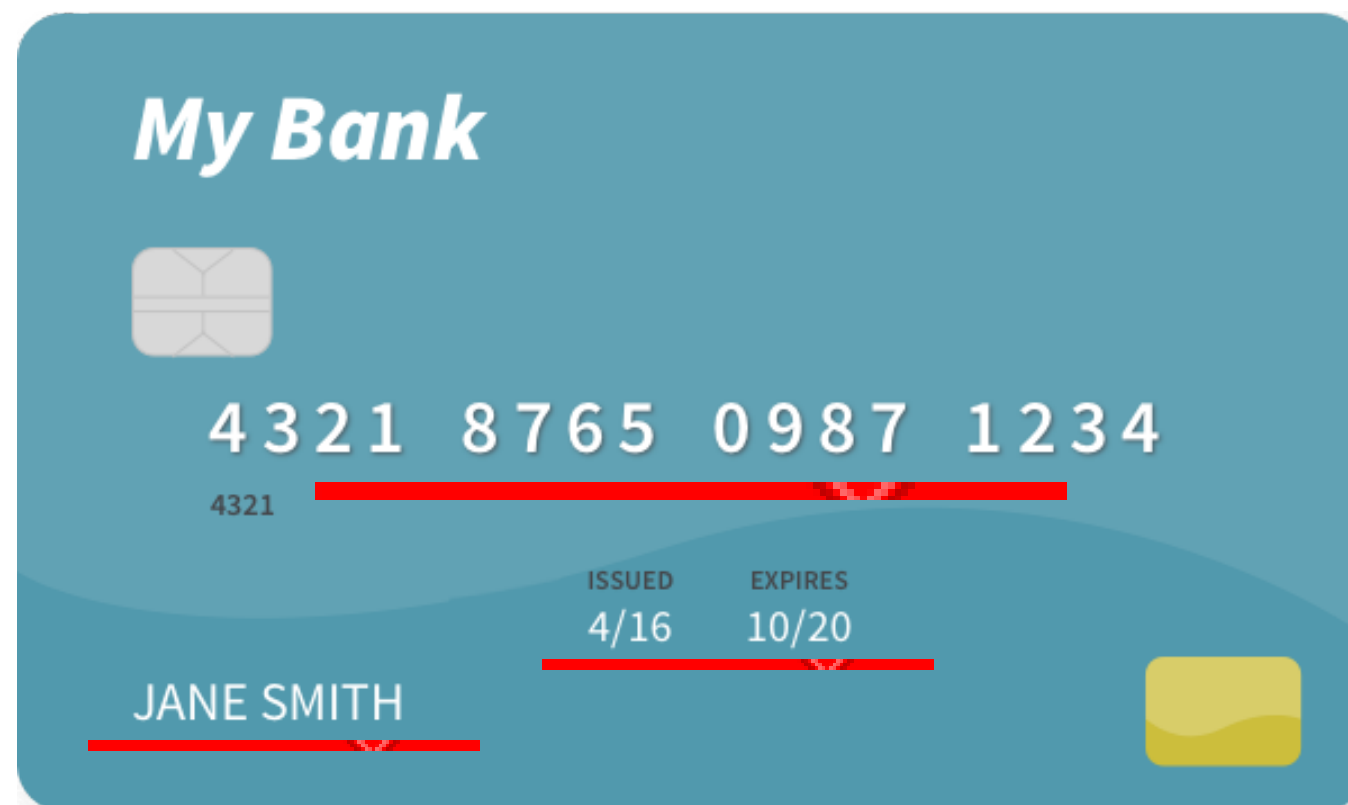 My Bank
4321 8765 0987 1234
4321
ISSUED EXPIRES
4/16 10/20
JANE SMITH